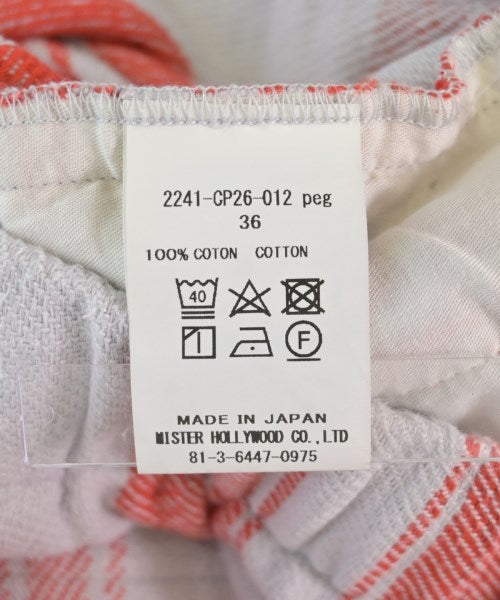 2241-CP26-012 peg
36
100% COTON COTTON
40
F
MADE IN JAPAN
MISTER HOLLYWOOD CO.,LTD
81-3-6447-0975